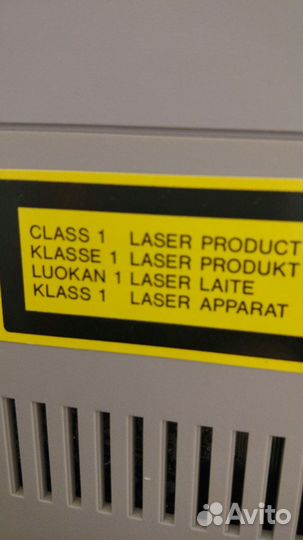 CLASS 1 LASER PRODUCT
KLASSE 1 LASER PRODUKT
LUOKAN 1 LASER LAITE
KLASS 1 LASER APPARAT
Avito